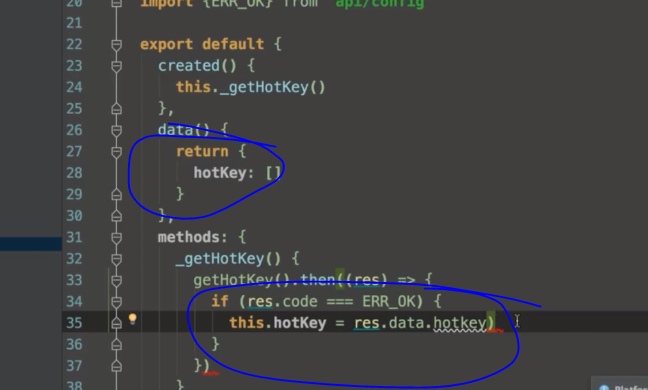 20 import {ERR_OK} from 'api/config'
21
22 export default {
23 created() {
24 this._getHotKey()
25 },
26 data() {
27 return {
28 hotKey: []
29 }
30 },
31 methods: {
32 _getHotKey() {
33 getHotKey().then((res) => {
34 if (res.code === ERR_OK) {
35 this.hotKey = res.data.hotkey)
36 }
37 })
38 }